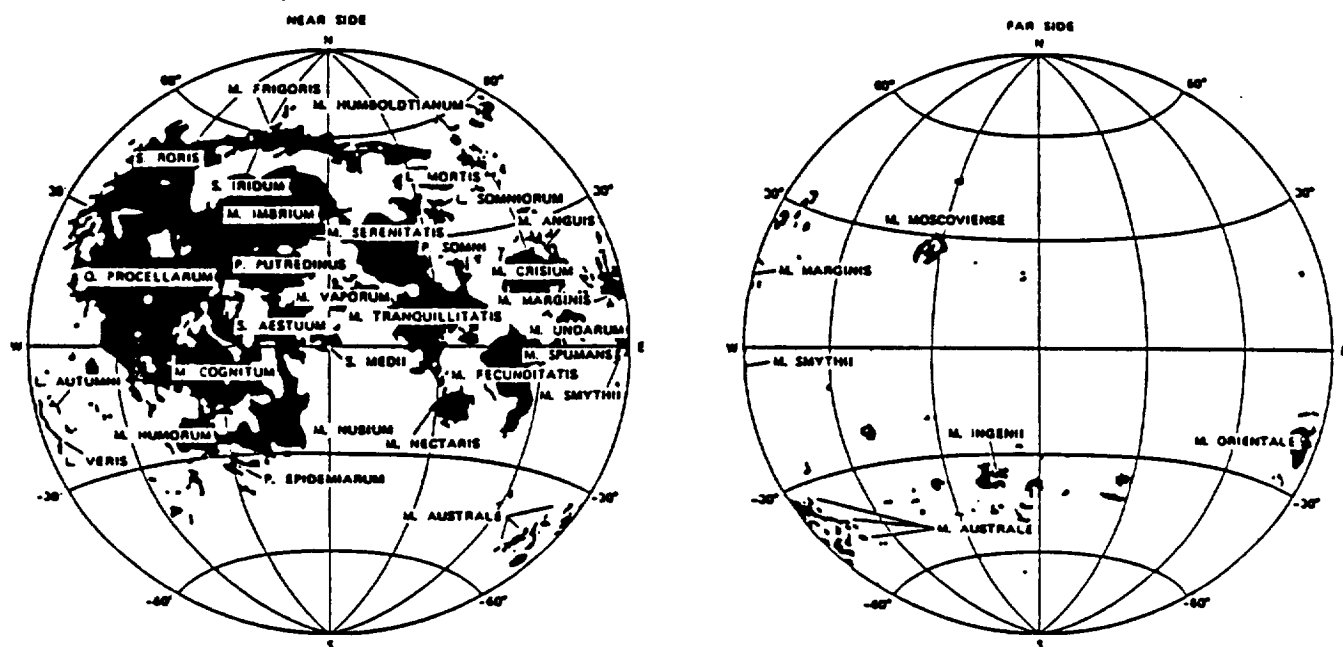 NEAR SIDE
N
60°
60°
M. FRIGORIS
M. HUMBOLDTIANUM
S. RORIS
L. MORTIS
30
30°
S. IRIDUM
L. SOMNIORUM
M. IMBRIUM
M. ANGUIS
M. SERENITATIS
P. SOMNI
P. PUTREDINUS
O. PROCELLARUM
M. CRISIUM
M. VAPORUM
M. MARGINIS
M. TRANQUILLITATIS
S. AESTUUM
M. UNDARUM
W
E
S. MEDII
M. SPUMANS
M. COGNITUM
M. FECUNDITATIS
L. AUTUMNI
M. SMYTHII
M. HUMORUM
M. NUBIUM
M. NECTARIS
L. VERIS
P. EPIDEMIARUM
-30°
-30°
M. AUSTRALE
-60°
-60°
S
FAR SIDE
N
60°
60°
30°
30°
M. MOSCOVIENSE
M. MARGINIS
W
M. SMYTHII
M. INGENII
M. ORIENTALE
-30°
-30°
M. AUSTRALE
-60°
-60°
S